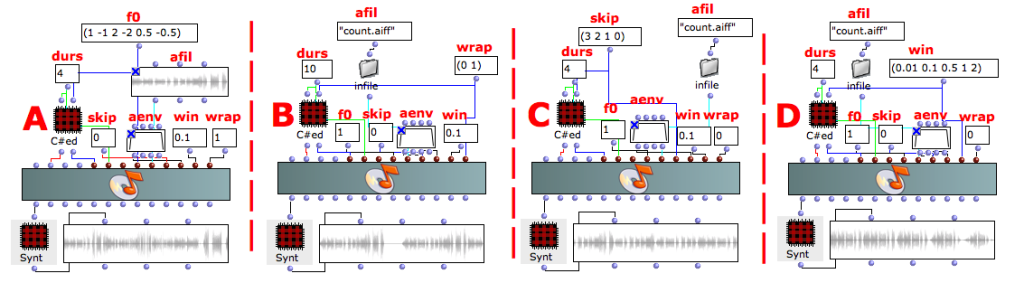 f0
(1 -1 2 -2 0.5 -0.5)
durs
4
afil
A
C#ed
skip
0
aenv
win
0.1
wrap
1
Synt
afil
"count.aiff"
durs
10
infile
wrap
(0 1)
B
C#ed
f0
1
skip
0
aenv
win
0.1
Synt
skip
(3 2 1 0)
afil
"count.aiff"
durs
4
infile
C
C#ed
f0
1
aenv
win
0.1
wrap
0
Synt
afil
"count.aiff"
durs
4
infile
win
(0.01 0.1 0.5 1 2)
D
C#ed
f0
1
skip
0
aenv
wrap
0
Synt